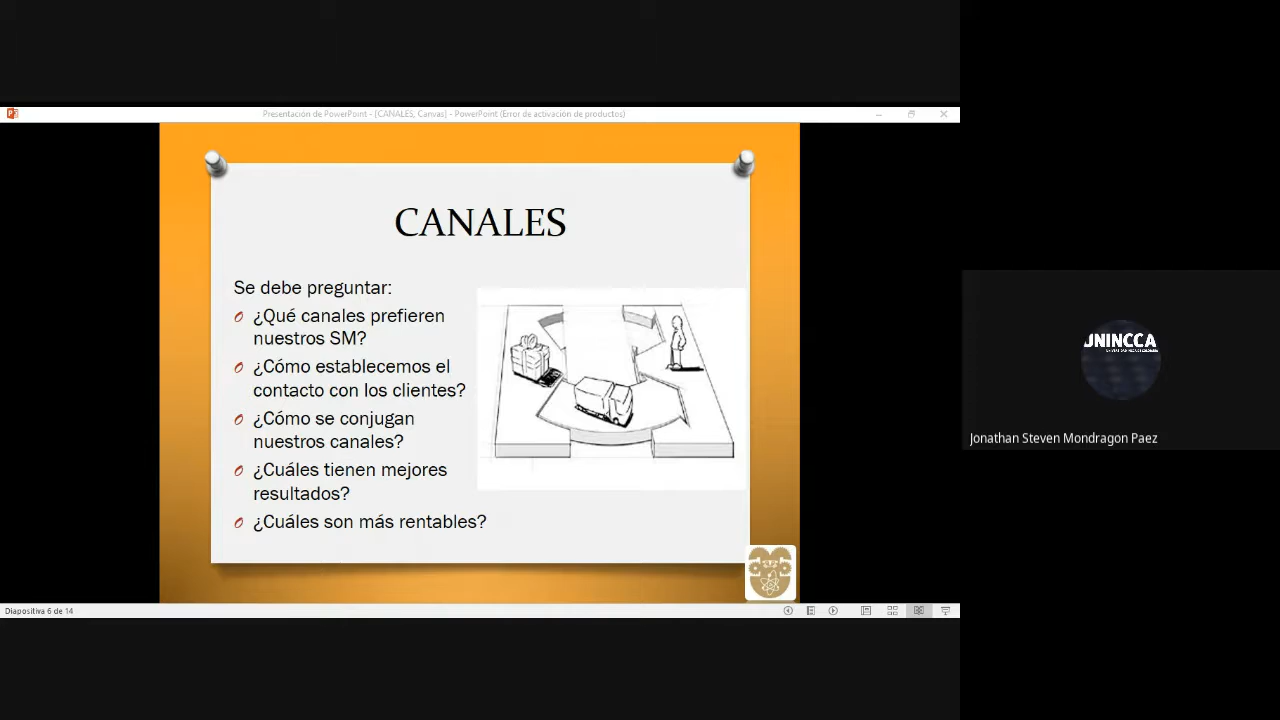 Presentación de PowerPoint - [CANALES, Canvas] - PowerPoint (Error de activación de productos)
CANALES
Se debe preguntar:
¿Qué canales prefieren
nuestros SM?
¿Cómo establecemos el
contacto con los clientes?
¿Cómo se conjugan
nuestros canales?
¿Cuáles tienen mejores
resultados?
¿Cuáles son más rentables?
Diapositiva 6 de 14
UNINCCA
Jonathan Steven Mondragon Paez